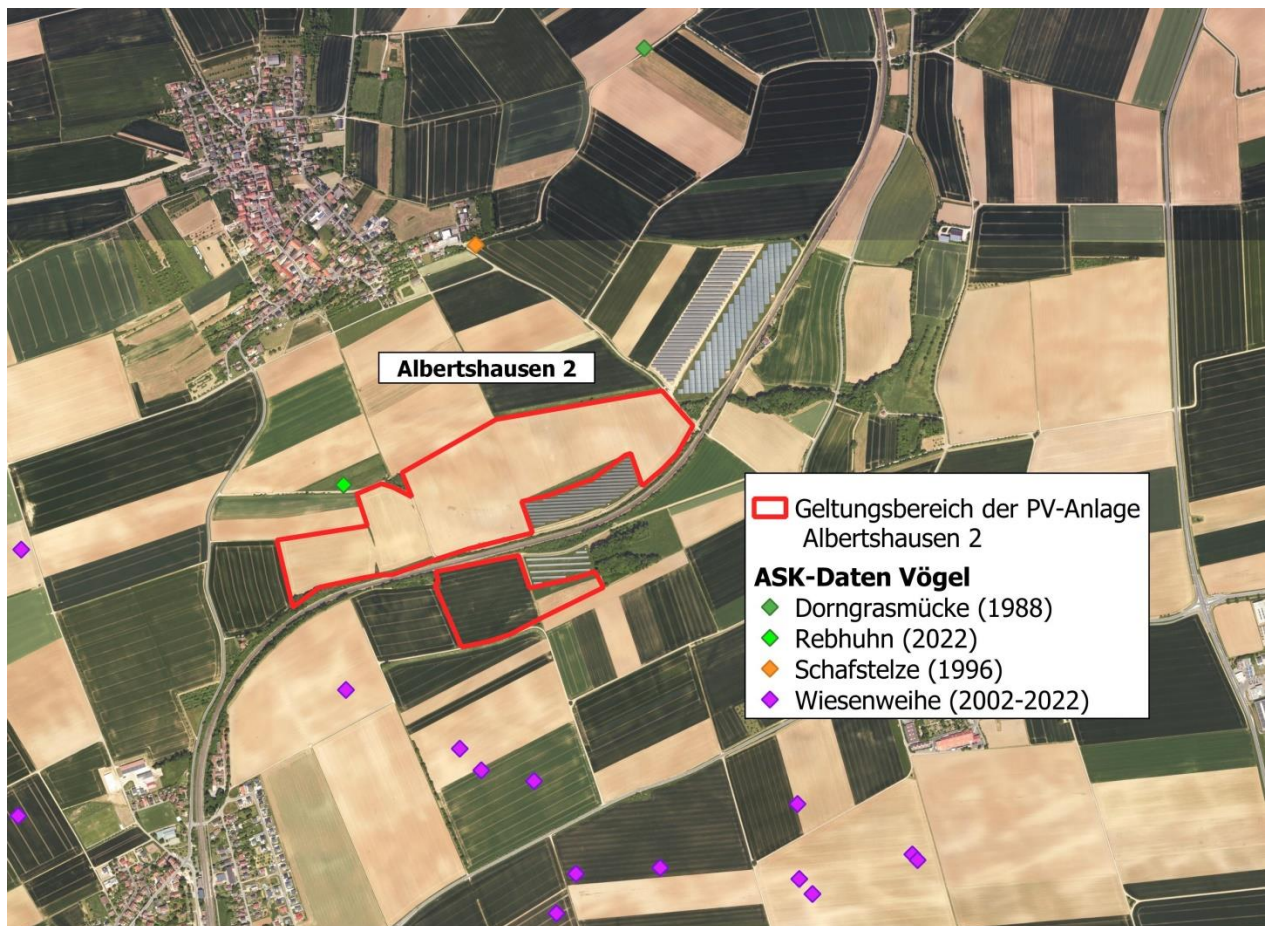 Albertshausen 2
Geltungsbereich der PV-Anlage
Albertshausen 2
ASK-Daten Vögel
Dorngrasmücke (1988)
Rebhuhn (2022)
Schafstelze (1996)
Wiesenweihe (2002-2022)